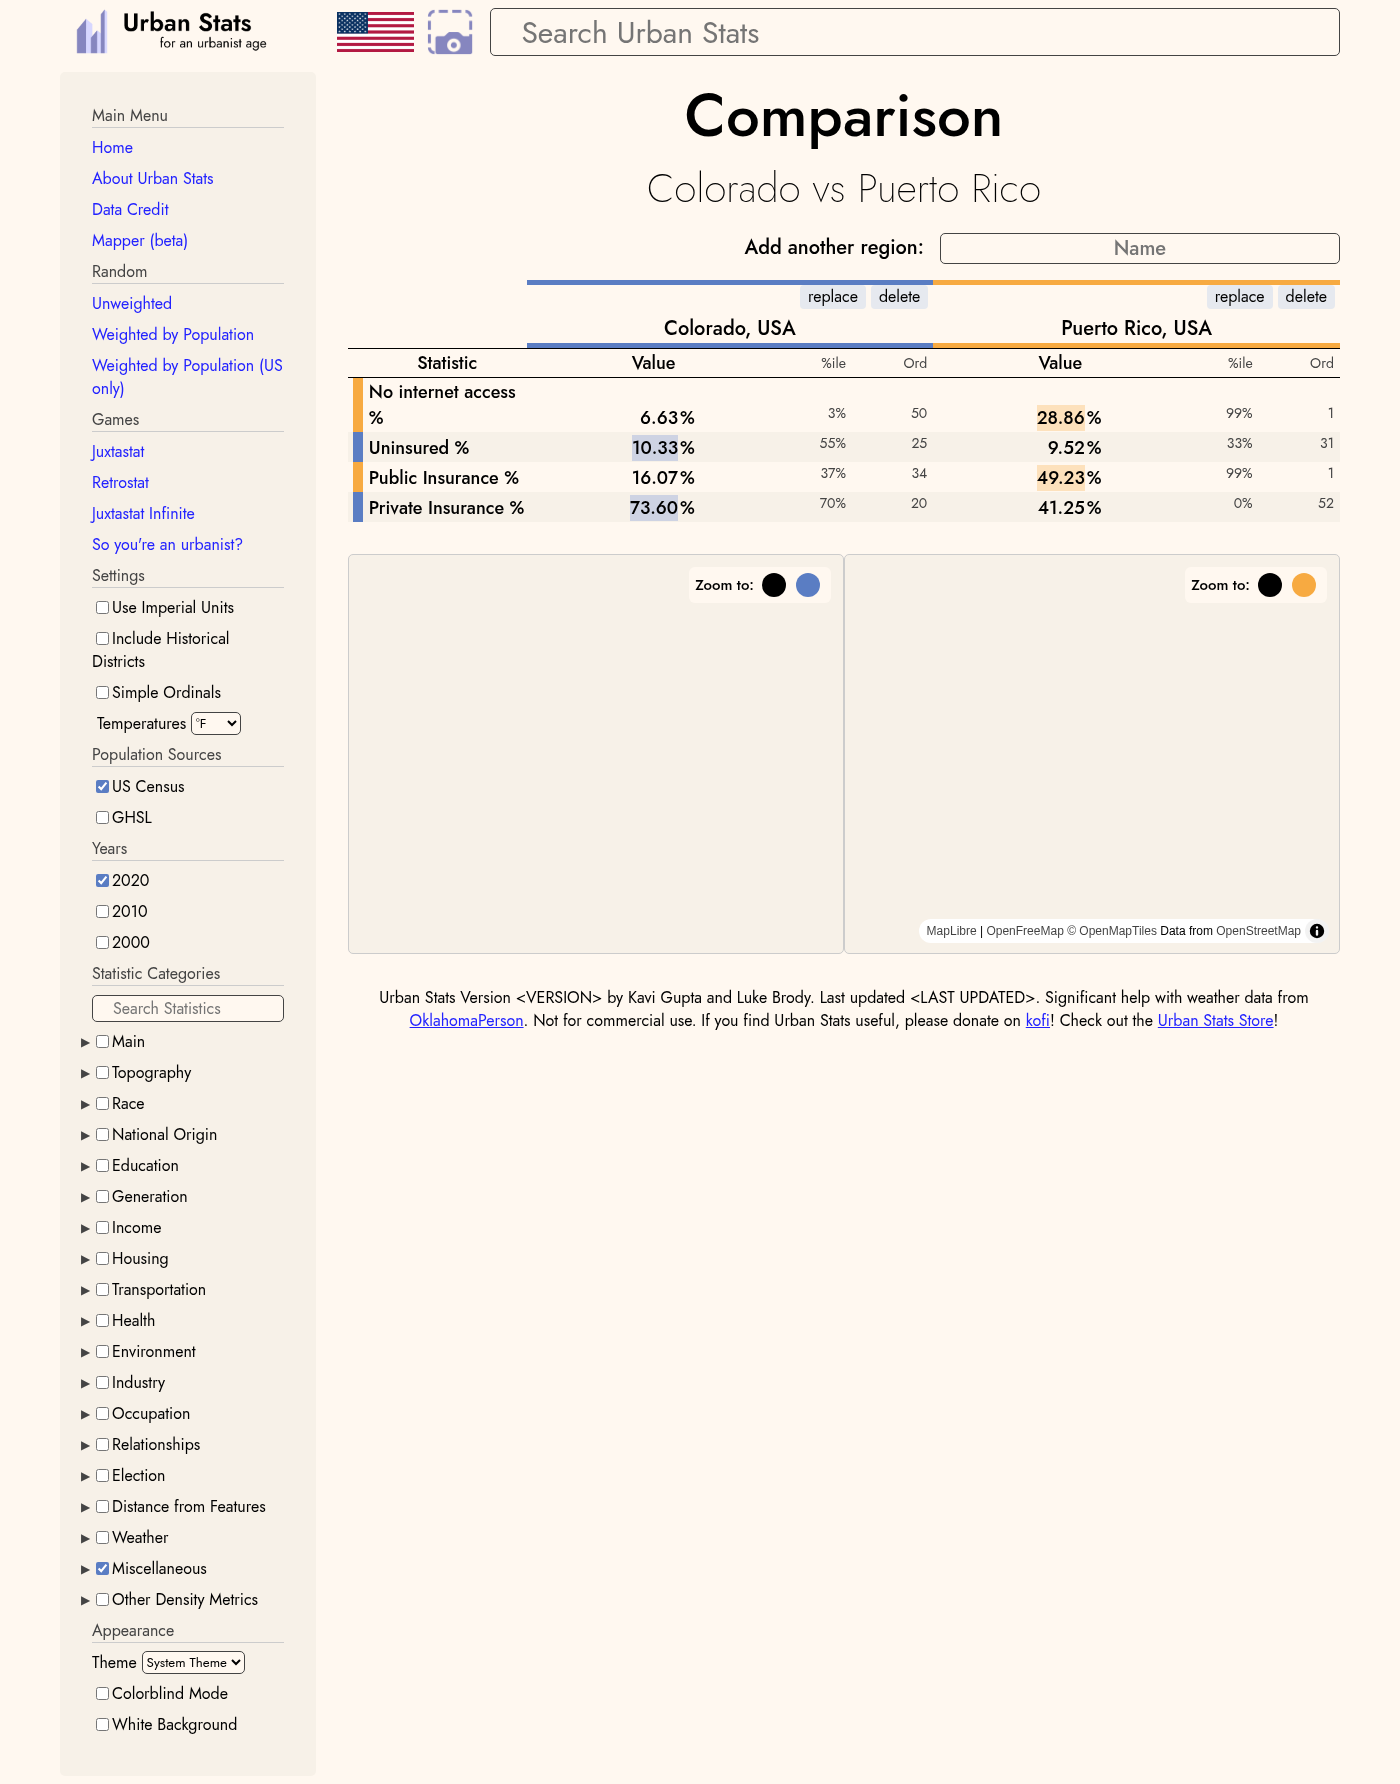 Urban Stats
for an urbanist age
Search Urban Stats
Main Menu
Home
About Urban Stats
Data Credit
Mapper (beta)
Random
Unweighted
Weighted by Population
Weighted by Population (US
only)
Games
Juxtastat
Retrostat
Juxtastat Infinite
So you're an urbanist?
Settings
Use Imperial Units
Include Historical
Districts
Simple Ordinals
Temperatures °F
Population Sources
US Census
GHSL
Years
2020
2010
2000
Statistic Categories
Search Statistics
Main
Topography
Race
National Origin
Education
Generation
Income
Housing
Transportation
Health
Environment
Industry
Occupation
Relationships
Election
Distance from Features
Weather
Miscellaneous
Other Density Metrics
Appearance
Theme System Theme
Colorblind Mode
White Background
Comparison
Colorado vs Puerto Rico
Add another region: Name
replace delete replace delete
Colorado, USA Puerto Rico, USA
Statistic Value %ile Ord Value %ile Ord
No internet access
% 6.63% 3% 50 28.86% 99% 1
Uninsured % 10.33% 55% 25 9.52% 33% 31
Public Insurance % 16.07% 37% 34 49.23% 99% 1
Private Insurance % 73.60% 70% 20 41.25% 0% 52
Zoom to: Zoom to:
MapLibre | OpenFreeMap © OpenMapTiles Data from OpenStreetMap
Urban Stats Version <VERSION> by Kavi Gupta and Luke Brody. Last updated <LAST UPDATED>. Significant help with weather data from
OklahomaPerson. Not for commercial use. If you find Urban Stats useful, please donate on kofi! Check out the Urban Stats Store!